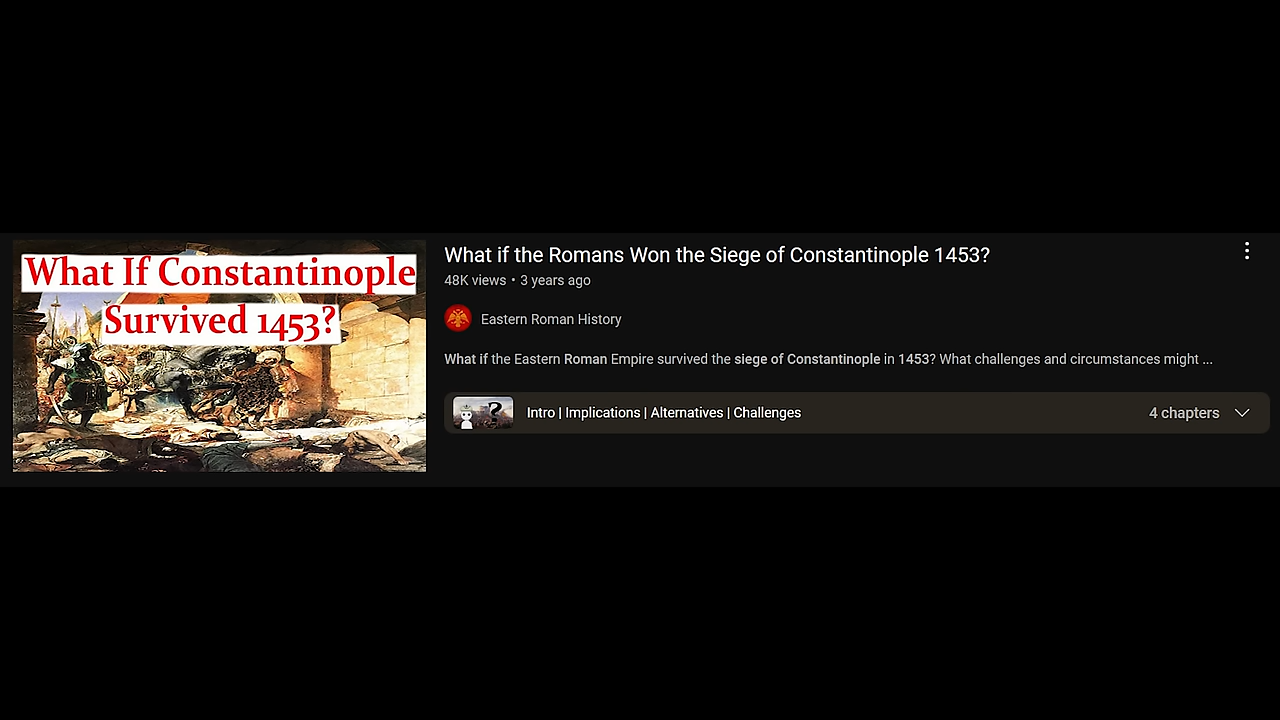 What If Constantinople
Survived 1453?
What if the Romans Won the Siege of Constantinople 1453?
48K views • 3 years ago
Eastern Roman History
What if the Eastern Roman Empire survived the siege of Constantinople in 1453? What challenges and circumstances might ...
?
Intro | Implications | Alternatives | Challenges
4 chapters